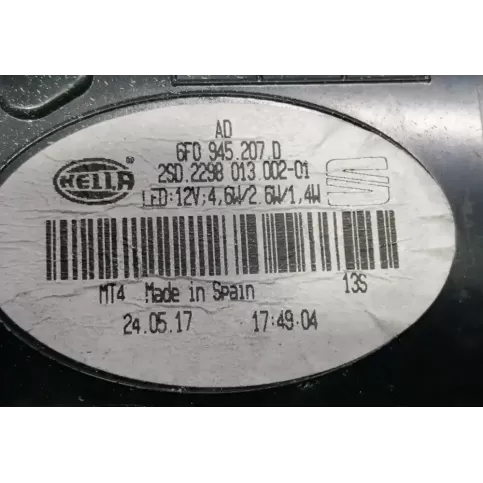 AD
6F0 945.207.D
HELLA ®
2SD.2298 013.002-01
LED:12V:4,6W/2.6W/1,4W
MT4 Made in Spain 13S
24.05.17 17:49:04